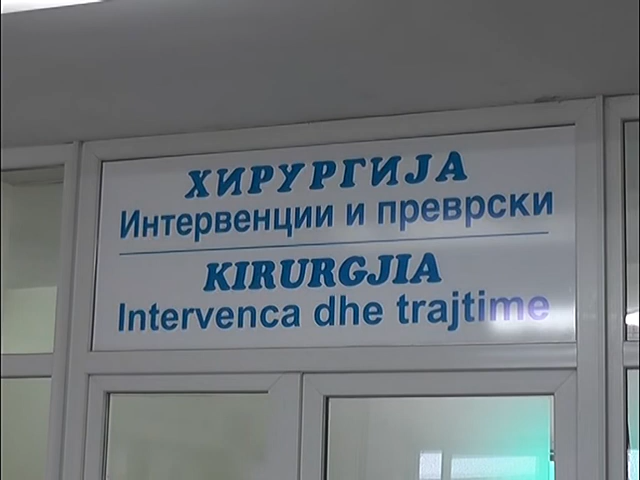 ХИРУРГИЈА
Интервенции и преврски
KIRURGJIA
Intervenca dhe trajtime